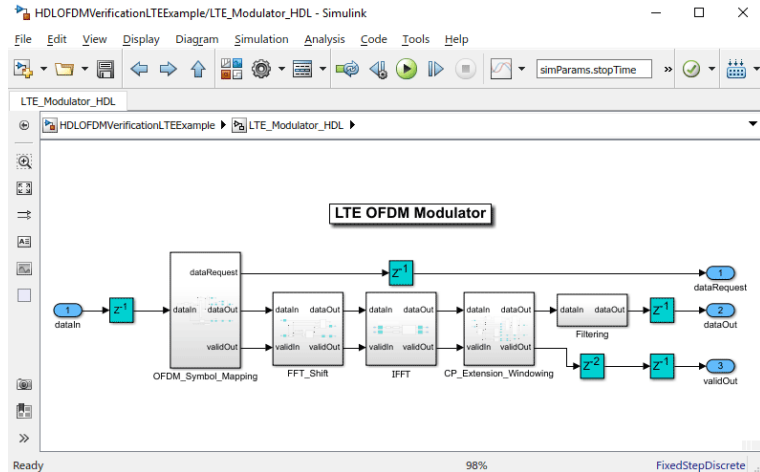 HDLOFDMVerificationLTEExample/LTE_Modulator_HDL - Simulink
File Edit View Display Diagram Simulation Analysis Code Tools Help
simParams.stopTime »
LTE_Modulator_HDL
HDLOFDMVerificationLTEExample LTE_Modulator_HDL
LTE OFDM Modulator
dataRequest
Z-1
1
dataRequest
1
dataIn
Z-1
dataIn dataOut
validOut
OFDM_Symbol_Mapping
dataIn dataOut
validIn validOut
FFT_Shift
dataIn dataOut
validIn validOut
IFFT
dataIn dataOut
validIn validOut
CP_Extension_Windowing
dataIn dataOut
Filtering
Z-1
2
dataOut
Z-2
Z-1
3
validOut
Ready 98% FixedStepDiscrete